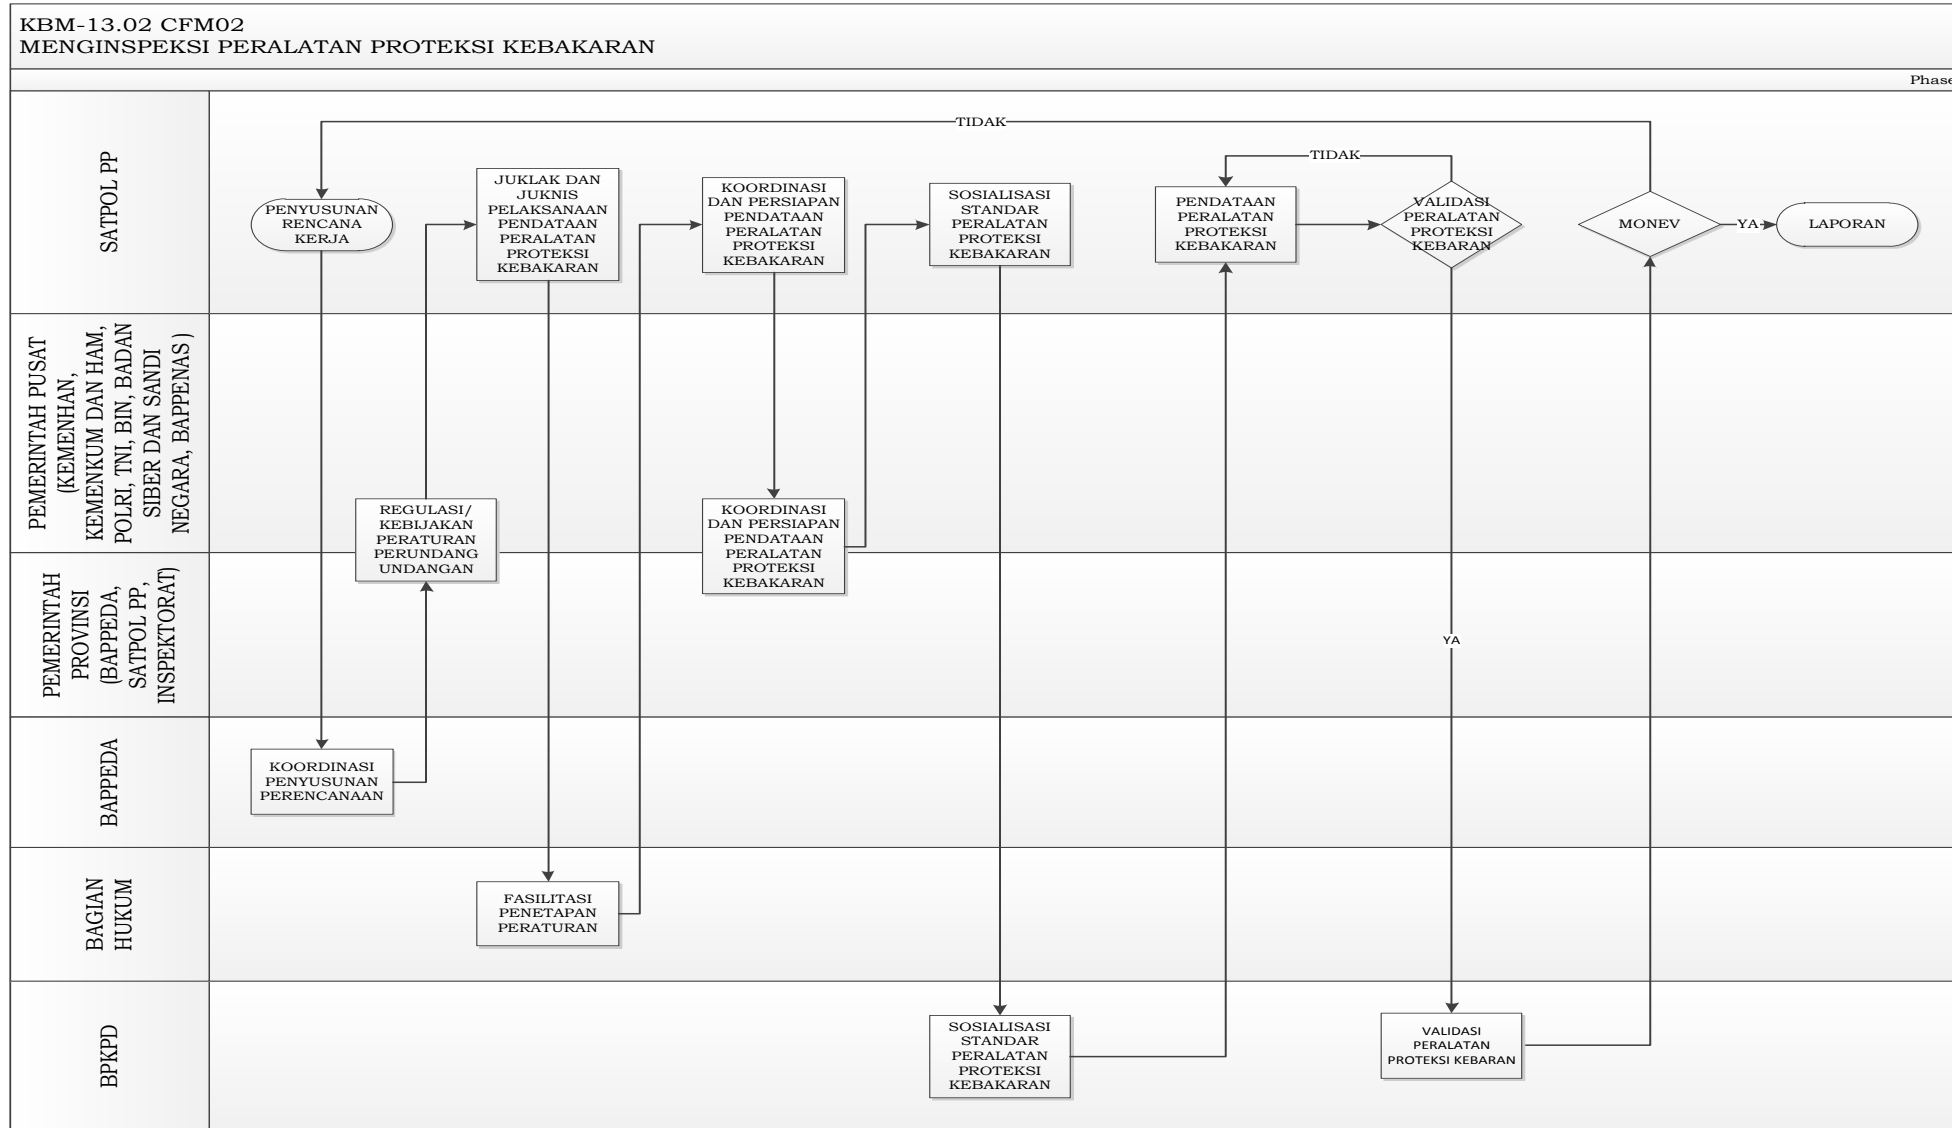 KBM-13.02 CFM02
MENGINSPEKSI PERALATAN PROTEKSI KEBAKARAN
Phase
SATPOL PP
TIDAK
PENYUSUNAN
RENCANA
KERJA
JUKLAK DAN
JUKNIS
PELAKSANAAN
PENDATAAN
PERALATAN
PROTEKSI
KEBAKARAN
KOORDINASI
DAN PERSIAPAN
PENDATAAN
PERALATAN
PROTEKSI
KEBAKARAN
SOSIALISASI
STANDAR
PERALATAN
PROTEKSI
KEBAKARAN
TIDAK
PENDATAAN
PERALATAN
PROTEKSI
KEBAKARAN
VALIDASI
PERALATAN
PROTEKSI
KEBARAN
MONEV
YA
LAPORAN
PEMERINTAH PUSAT
(KEMENHAN,
KEMENKUM DAN HAM,
POLRI, TNI, BIN, BADAN
SIBER DAN SANDI
NEGARA, BAPPENAS )
REGULASI/
KEBIJAKAN
PERATURAN
PERUNDANG
UNDANGAN
KOORDINASI
DAN PERSIAPAN
PENDATAAN
PERALATAN
PROTEKSI
KEBAKARAN
PEMERINTAH
PROVINSI
(BAPPEDA,
SATPOL PP,
INSPEKTORAT)
YA
BAPPEDA
KOORDINASI
PENYUSUNAN
PERENCANAAN
BAGIAN
HUKUM
FASILITASI
PENETAPAN
PERATURAN
BPKPD
SOSIALISASI
STANDAR
PERALATAN
PROTEKSI
KEBAKARAN
VALIDASI
PERALATAN
PROTEKSI KEBARAN